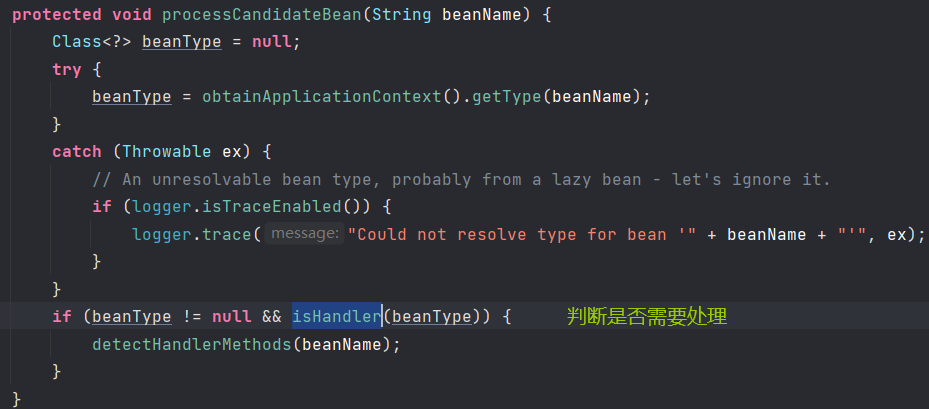 protected void processCandidateBean(String beanName) {
    Class<?> beanType = null;
    try {
        beanType = obtainApplicationContext().getType(beanName);
    }
    catch (Throwable ex) {
        // An unresolvable bean type, probably from a lazy bean - let's ignore it.
        if (logger.isTraceEnabled()) {
            logger.trace( message: "Could not resolve type for bean '" + beanName + "'", ex);
        }
    }
    if (beanType != null && isHandler(beanType)) { 判断是否需要处理
        detectHandlerMethods(beanName);
    }
}